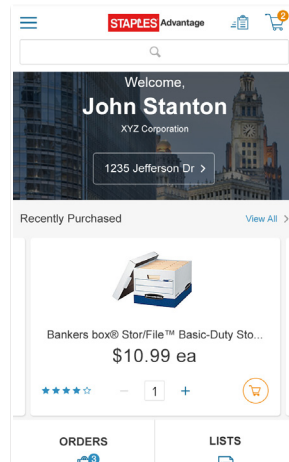 STAPLES Advantage
2
Welcome,
John Stanton
XYZ Corporation
1235 Jefferson Dr >
Recently Purchased
View All >
Bankers box® Stor/File™ Basic-Duty Sto...
$10.99 ea
1
ORDERS
3
LISTS